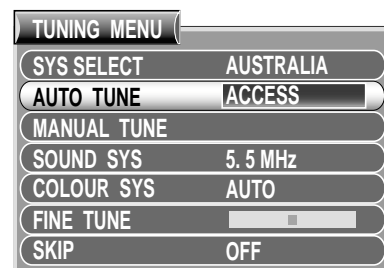 TUNING MENU
SYS SELECT AUSTRALIA
AUTO TUNE ACCESS
MANUAL TUNE
SOUND SYS 5. 5 MHz
COLOUR SYS AUTO
FINE TUNE
SKIP OFF